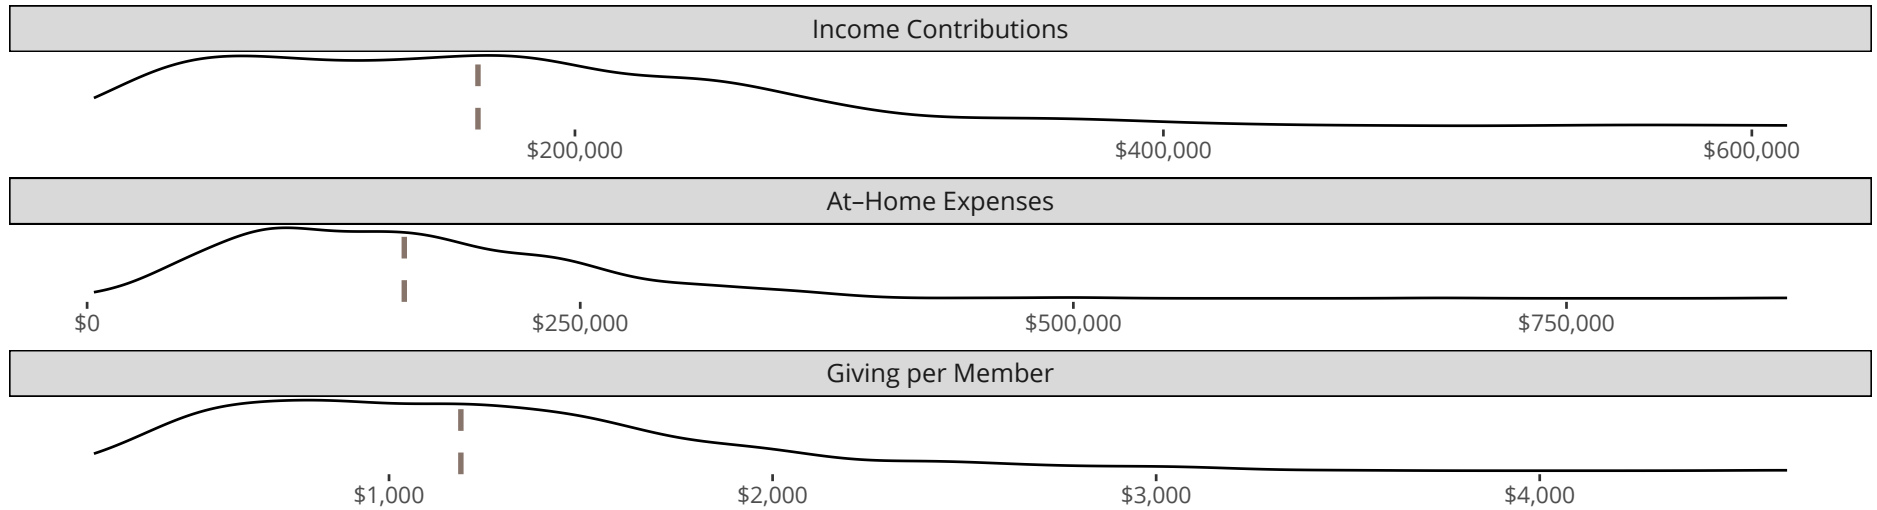 Income Contributions
$200,000 $400,000 $600,000
At–Home Expenses
$0 $250,000 $500,000 $750,000
Giving per Member
$1,000 $2,000 $3,000 $4,000